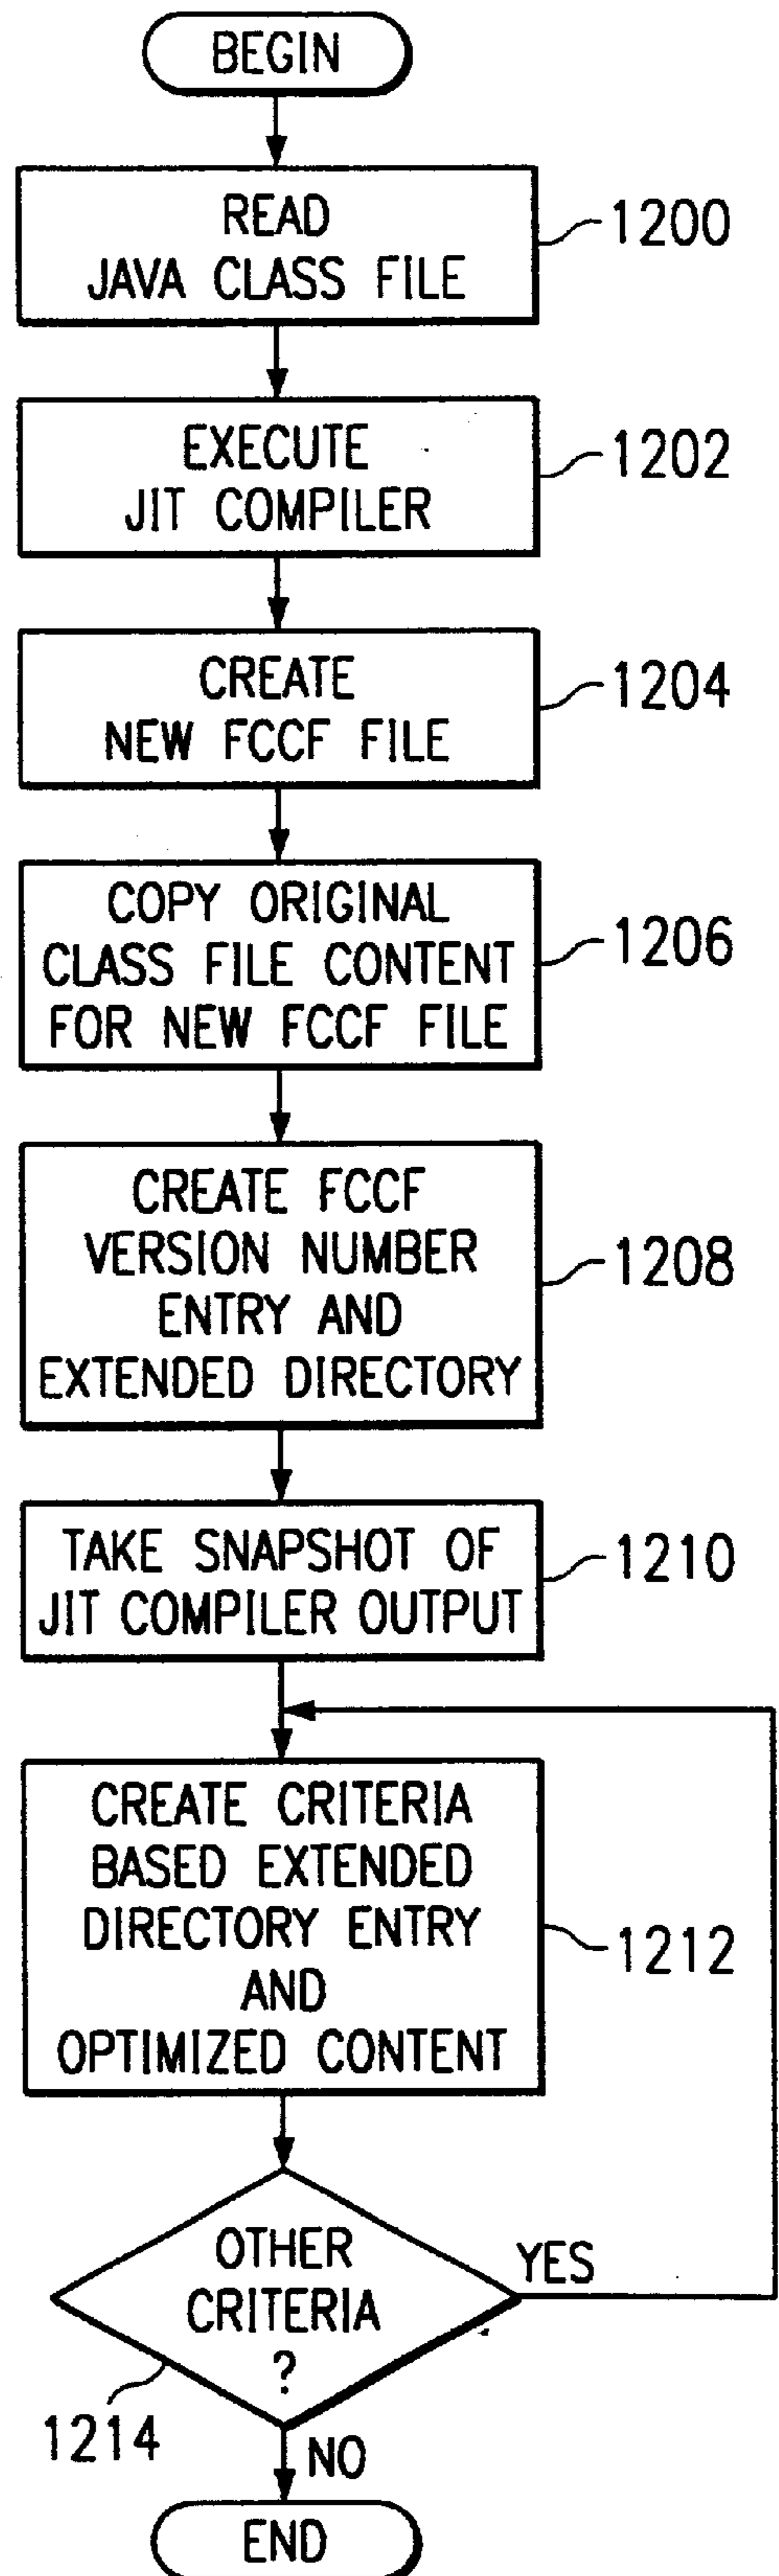 BEGIN
READ
JAVA CLASS FILE
1200
EXECUTE
JIT COMPILER
1202
CREATE
NEW FCCF FILE
1204
COPY ORIGINAL
CLASS FILE CONTENT
FOR NEW FCCF FILE
1206
CREATE FCCF
VERSION NUMBER
ENTRY AND
EXTENDED DIRECTORY
1208
TAKE SNAPSHOT OF
JIT COMPILER OUTPUT
1210
CREATE CRITERIA
BASED EXTENDED
DIRECTORY ENTRY
AND
OPTIMIZED CONTENT
1212
OTHER
CRITERIA
?
YES
1214
NO
END